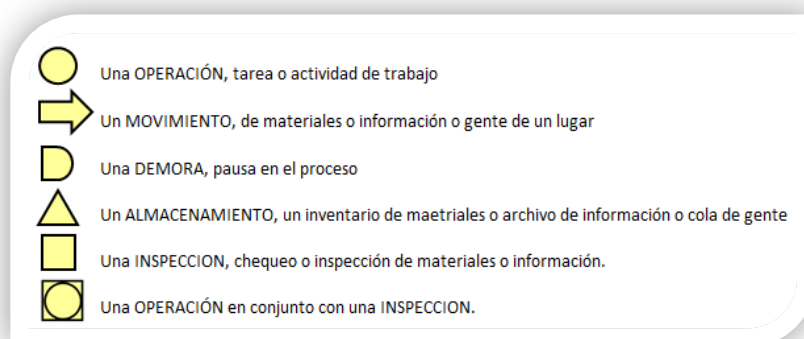 Una OPERACIÓN, tarea o actividad de trabajo
Un MOVIMIENTO, de materiales o información o gente de un lugar
Una DEMORA, pausa en el proceso
Un ALMACENAMIENTO, un inventario de maetriales o archivo de información o cola de gente
Una INSPECCION, chequeo o inspección de materiales o información.
Una OPERACIÓN en conjunto con una INSPECCION.